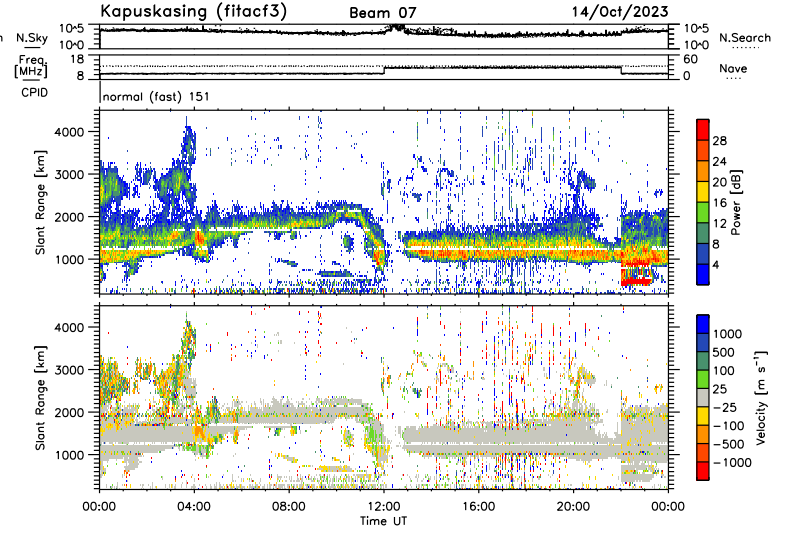 Kapuskasing (fitacf3) Beam 07 14/Oct/2023
N.Sky 10^5 10^0 10^5 10^0 N.Search
Freq. [MHz] 18 8 60 0 Nave
CPID normal (fast) 151
Slant Range [km] 4000 3000 2000 1000
28 24 20 16 12 8 4 Power [dB]
Slant Range [km] 4000 3000 2000 1000
1000 500 100 25 -25 -100 -500 -1000 Velocity [m s⁻¹]
00:00 04:00 08:00 12:00 16:00 20:00 00:00
Time UT